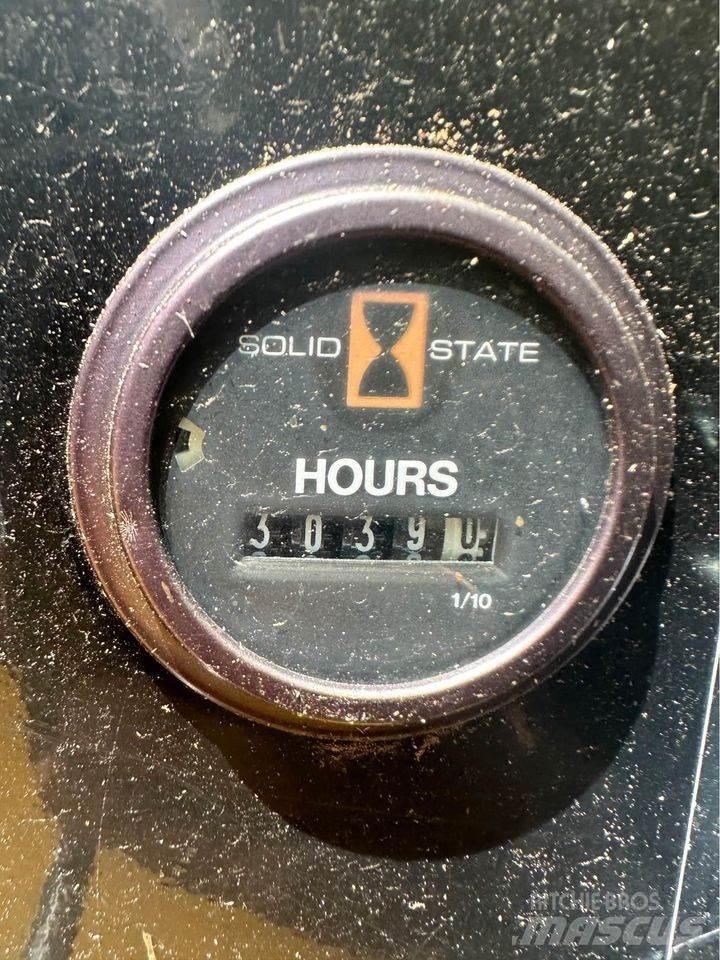 SOLID STATE
HOURS
30390
1/10
RITCHIE BROS.
MASCUS